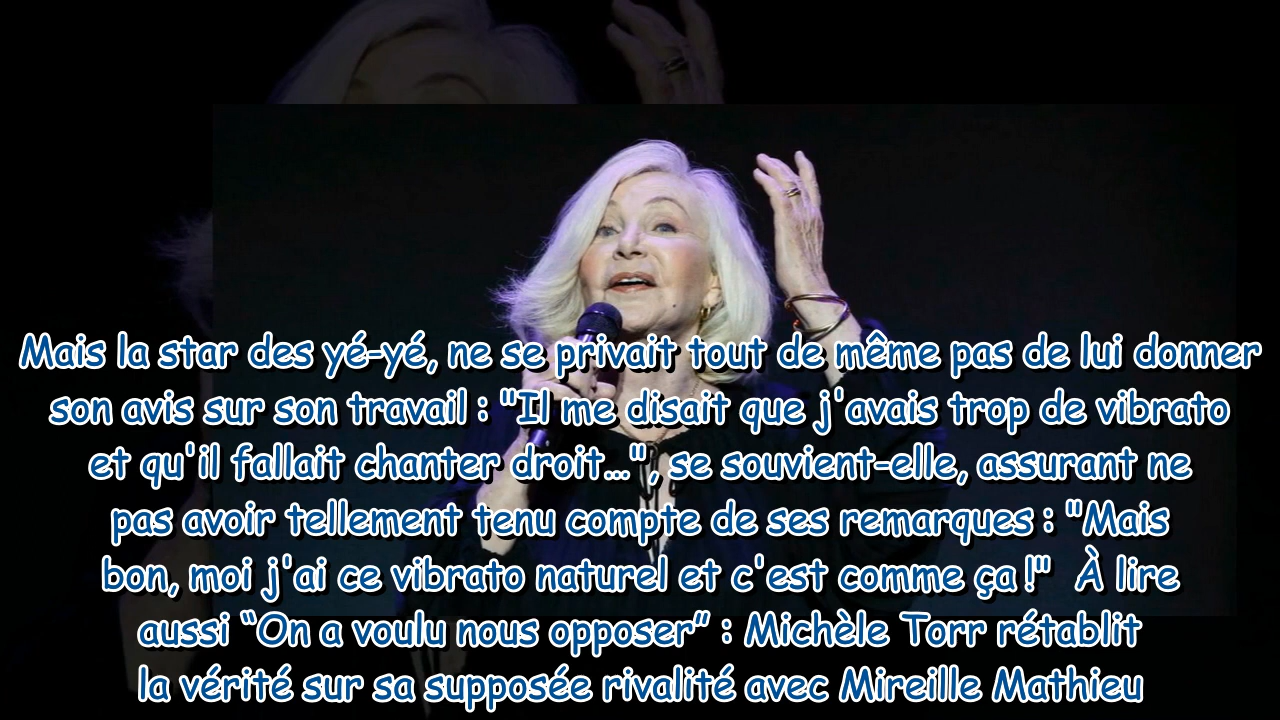 Mais la star des yé-yé, ne se privait tout de même pas de lui donner
son avis sur son travail : "Il me disait que j'avais trop de vibrato
et qu'il fallait chanter droit…", se souvient-elle, assurant ne
pas avoir tellement tenu compte de ses remarques : "Mais
bon, moi j'ai ce vibrato naturel et c'est comme ça !"  À lire
aussi “On a voulu nous opposer” : Michèle Torr rétablit
la vérité sur sa supposée rivalité avec Mireille Mathieu